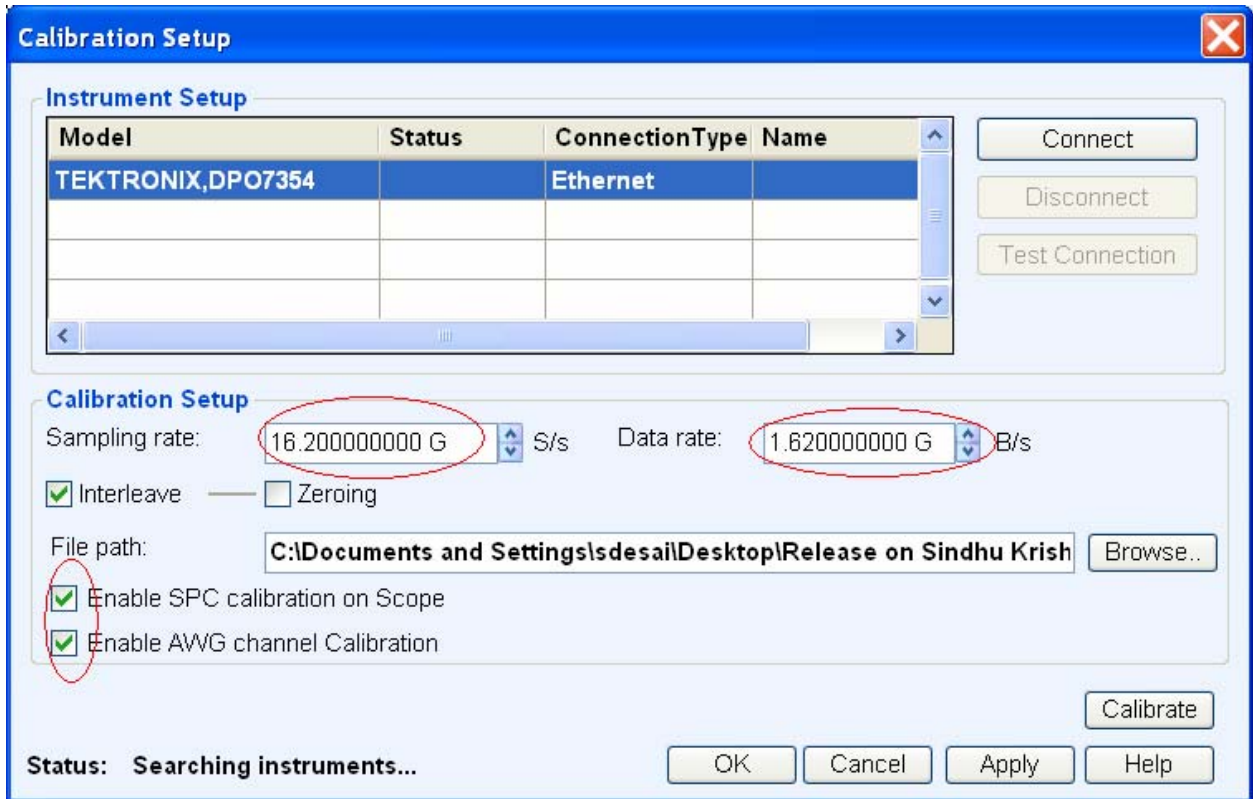 Calibration Setup
Instrument Setup
Model Status ConnectionType Name
TEKTRONIX,DPO7354 Ethernet
Connect
Disconnect
Test Connection
Calibration Setup
Sampling rate: 16.200000000 G S/s Data rate: 1.620000000 G B/s
Interleave Zeroing
File path: C:\Documents and Settings\sdesai\Desktop\Release on Sindhu Krish Browse..
Enable SPC calibration on Scope
Enable AWG channel Calibration
Calibrate
Status: Searching instruments... OK Cancel Apply Help